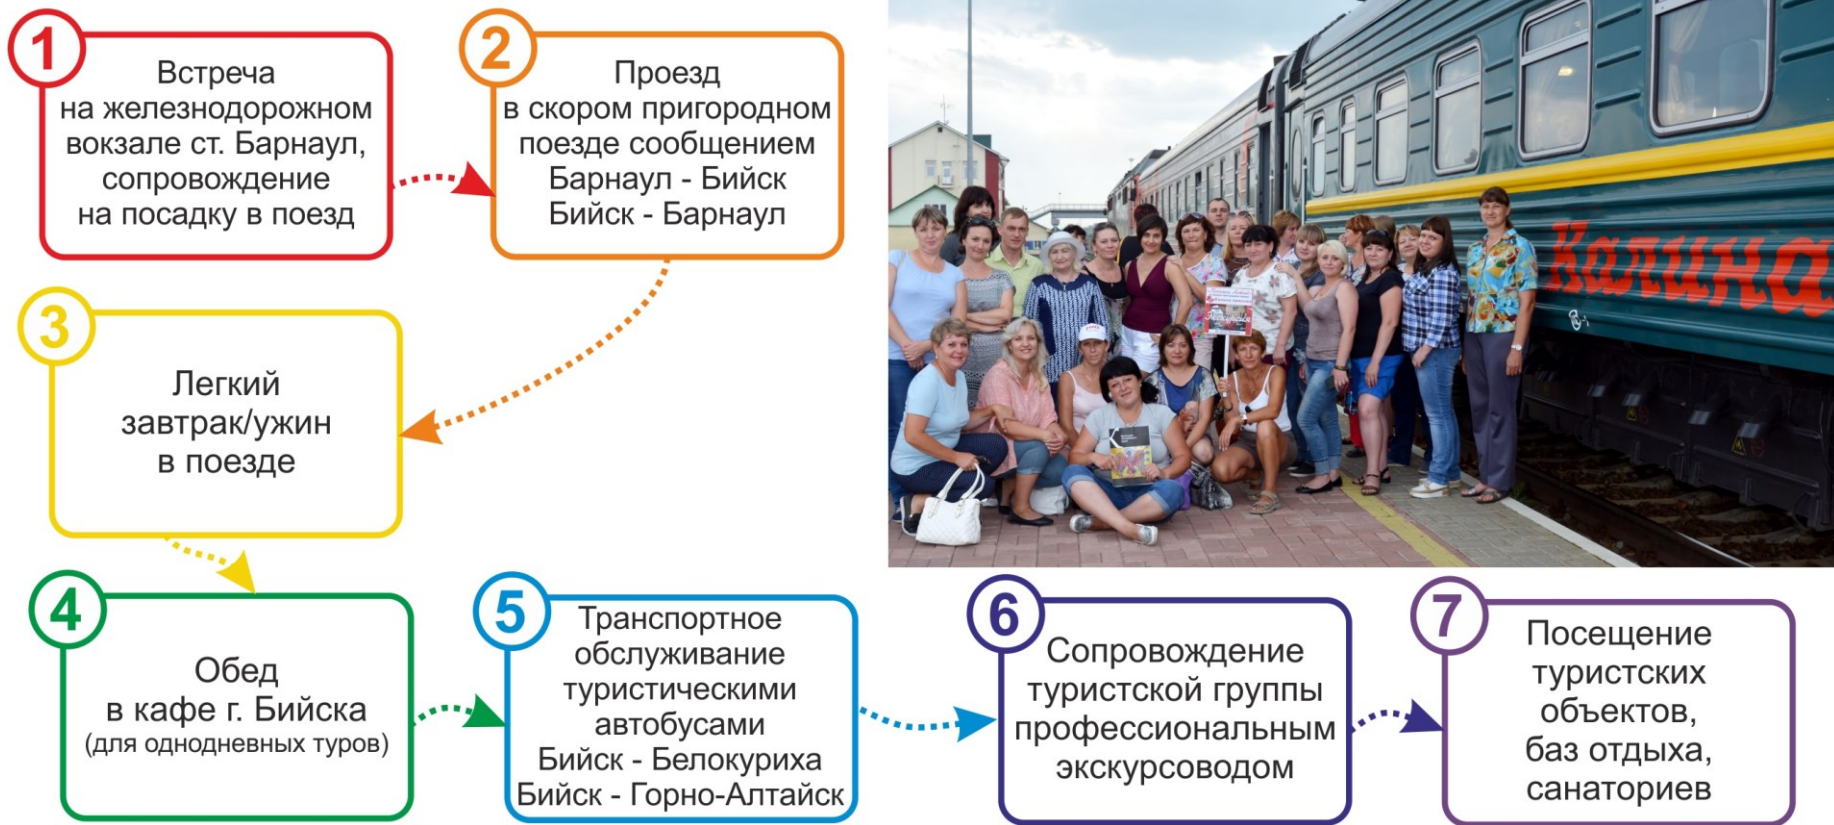 1
Встреча
на железнодорожном
вокзале ст. Барнаул,
сопровождение
на посадку в поезд
2
Проезд
в скором пригородном
поезде сообщением
Барнаул - Бийск
Бийск - Барнаул
3
Легкий
завтрак/ужин
в поезде
4
Обед
в кафе г. Бийска
(для однодневных туров)
5
Транспортное
обслуживание
туристическими
автобусами
Бийск - Белокуриха
Бийск - Горно-Алтайск
6
Сопровождение
туристской группы
профессиональным
экскурсоводом
7
Посещение
туристских
объектов,
баз отдыха,
санаториев
Калина